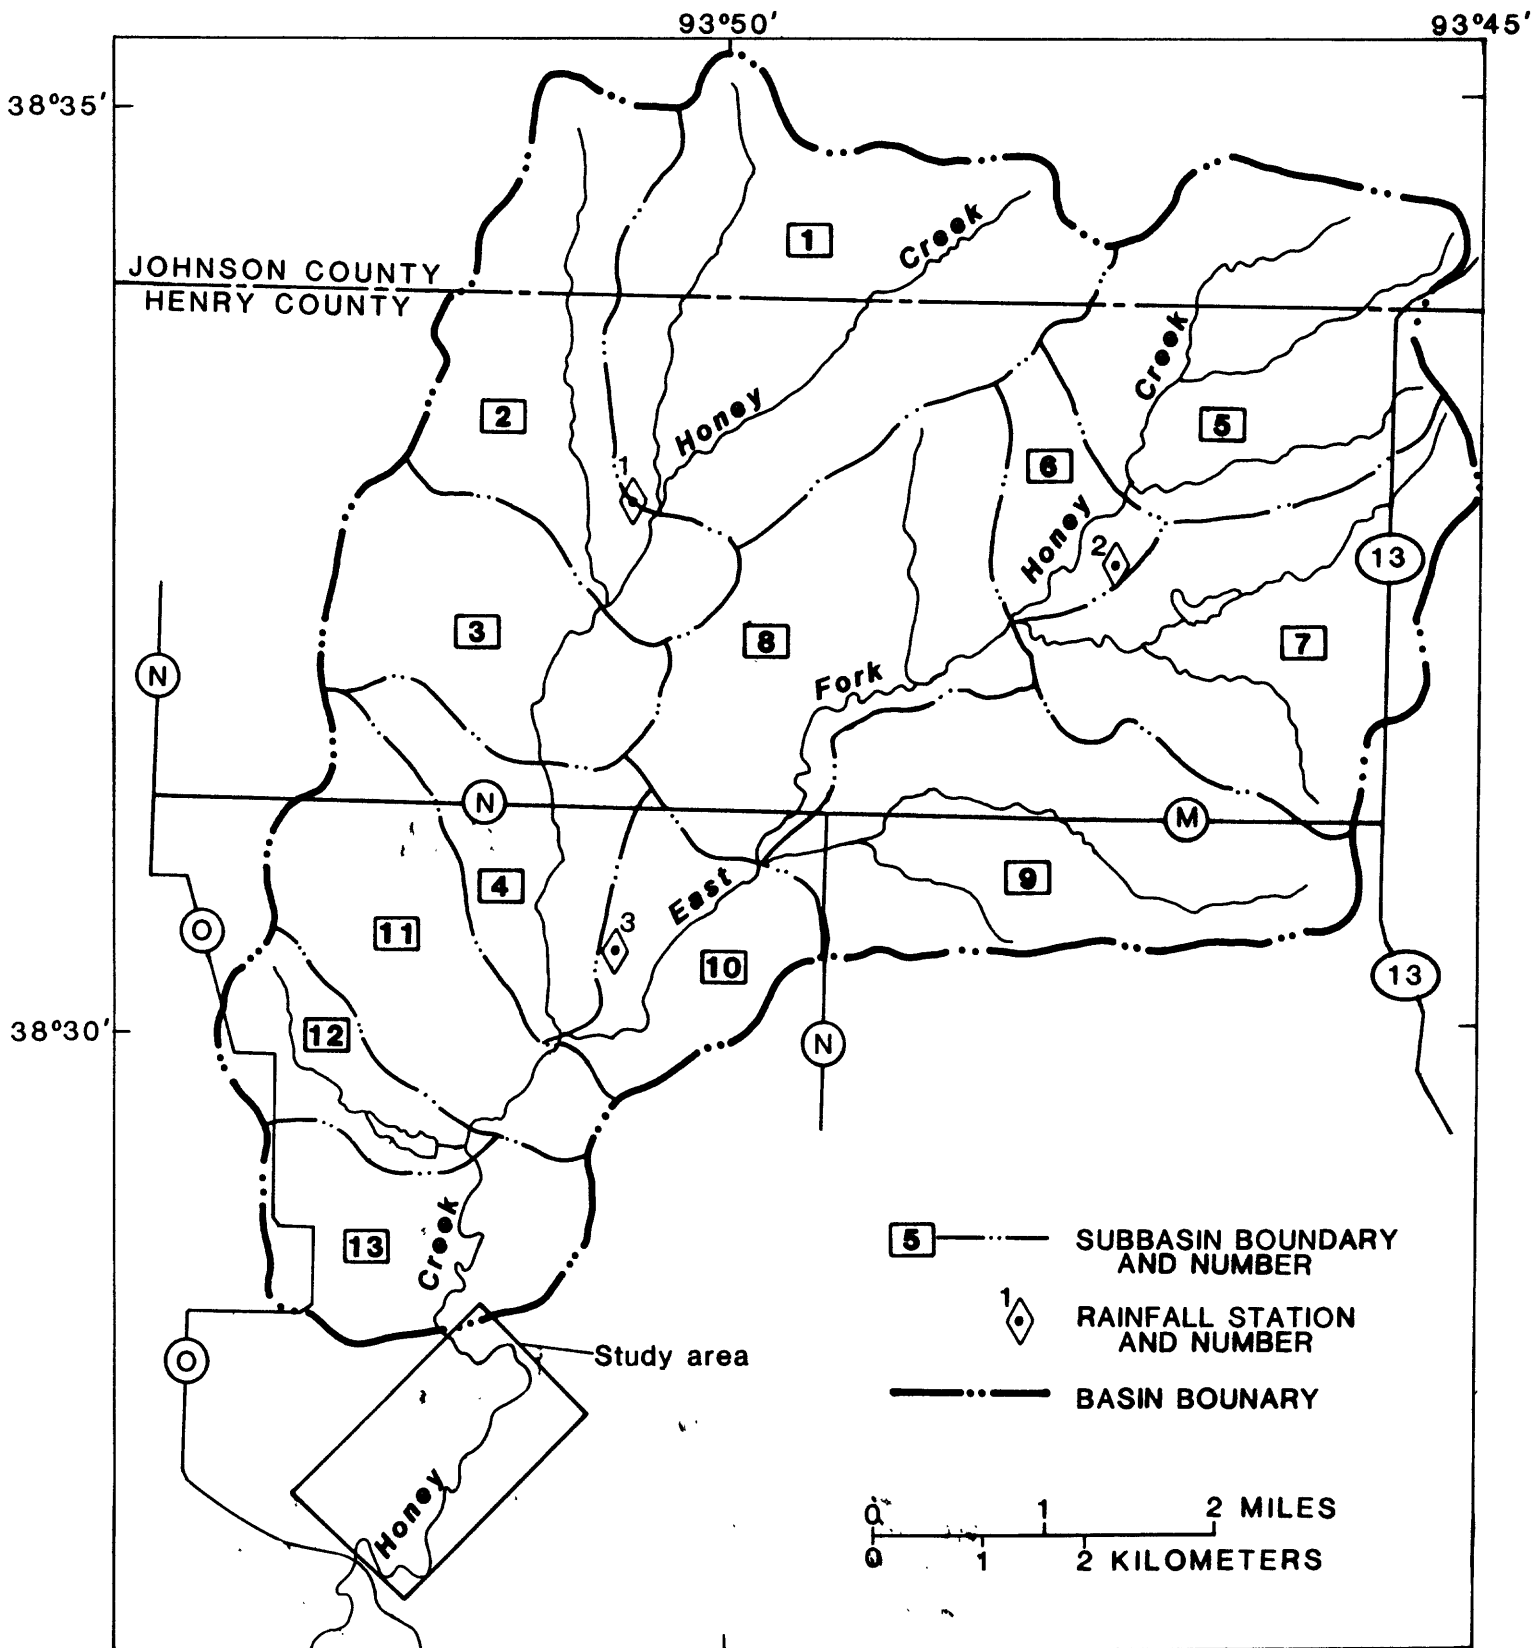 93°50'
93°45'
38°35'
1
Creek
JOHNSON COUNTY
HENRY COUNTY
Creek
2
Honey
5
1
6
Honey
2
13
3
8
7
N
Fork
N
M
4
9
East
11
O
3
10
13
12
38°30'
N
Creek
13
5
SUBBASIN BOUNDARY
AND NUMBER
1
RAINFALL STATION
AND NUMBER
Study area
O
BASIN BOUNARY
Honey
0 1 2 MILES
0 1 2 KILOMETERS